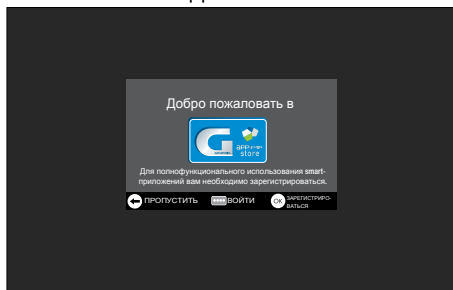 Добро пожаловать в
G
app
store
Для полнофункционального использования smart-
приложений вам необходимо зарегистрироваться.
ПРОПУСТИТЬ ВОЙТИ OK ЗАРЕГИСТРИРО-
ВАТЬСЯ